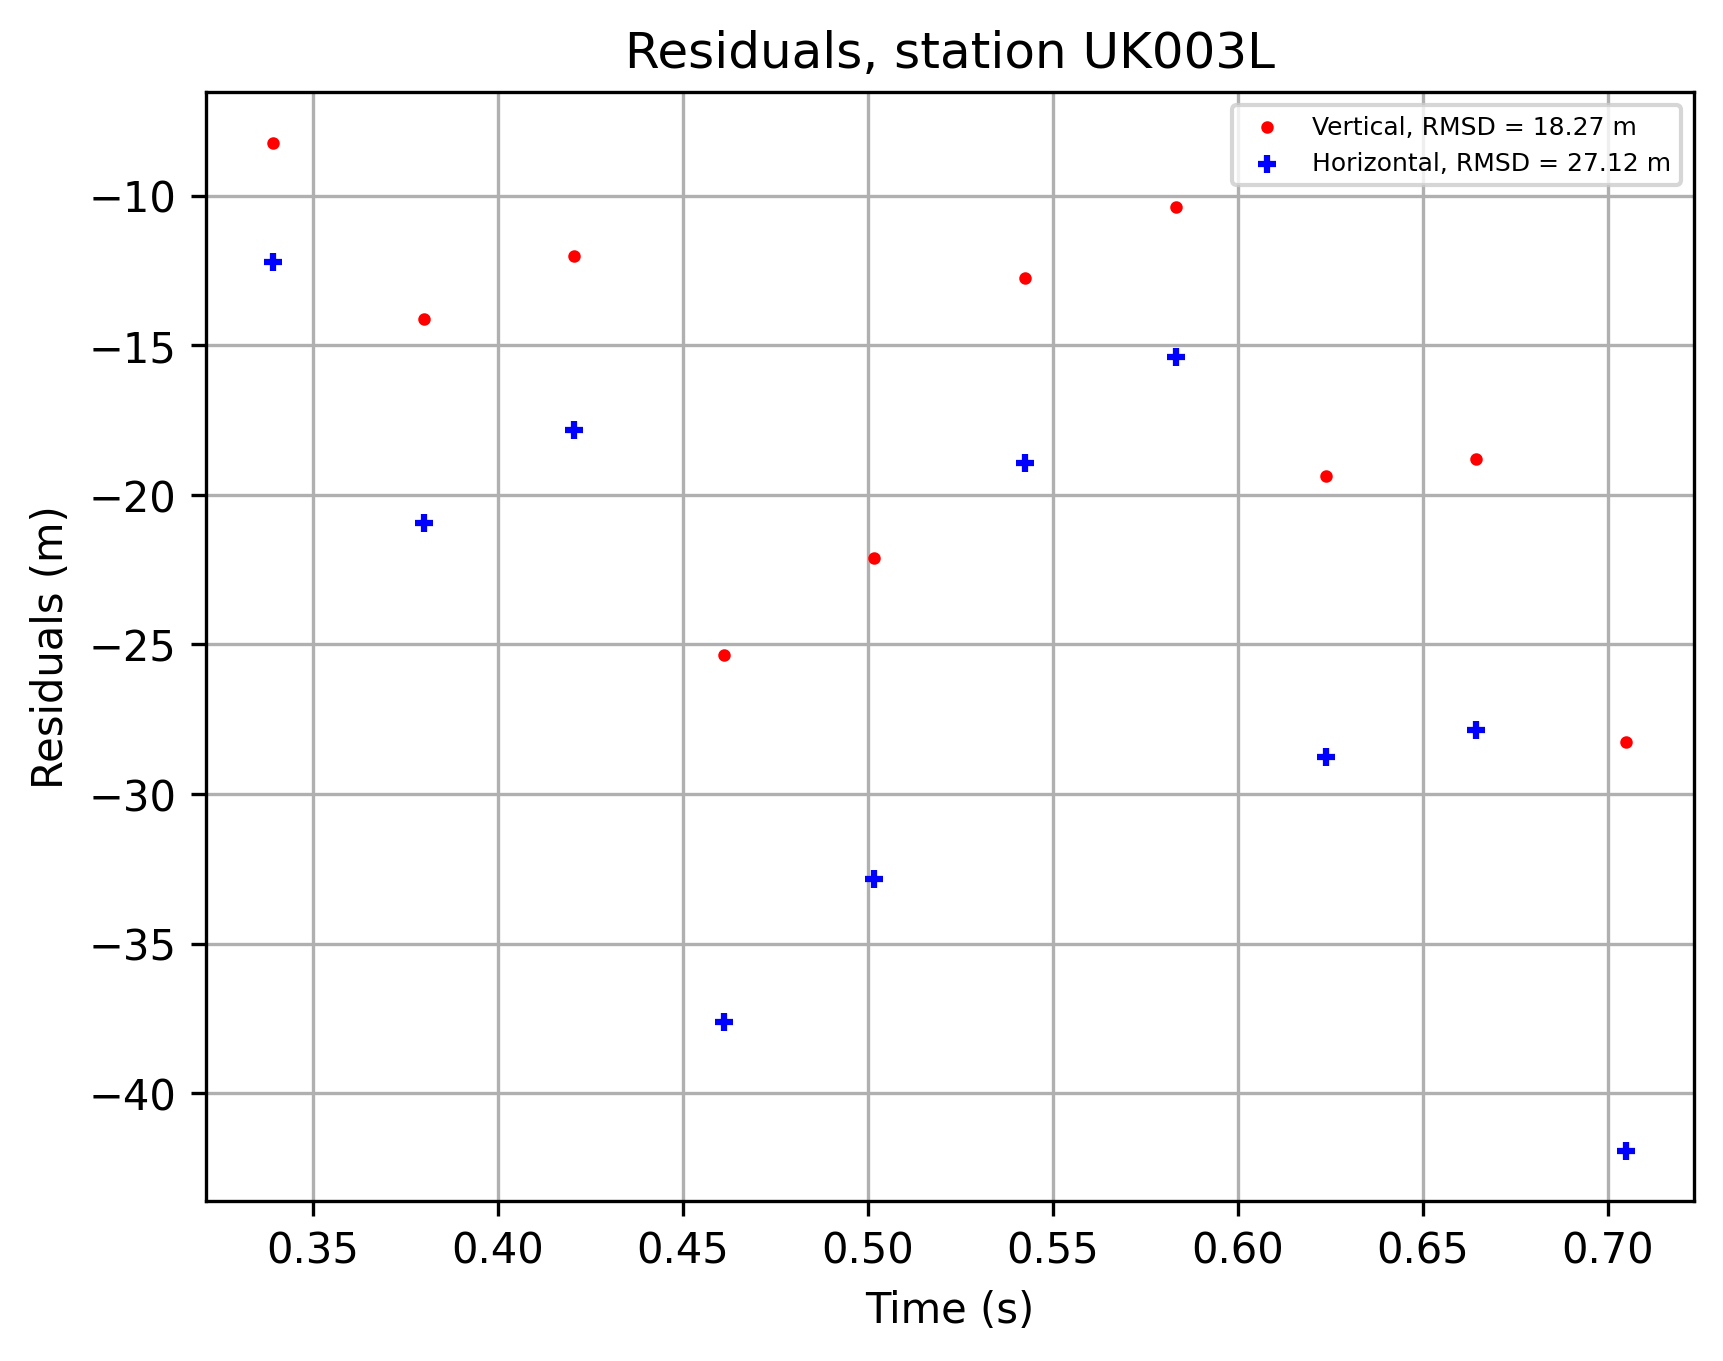 Residuals, station UK003L
Vertical, RMSD = 18.27 m
Horizontal, RMSD = 27.12 m
Residuals (m)
−10
−15
−20
−25
−30
−35
−40
0.35 0.40 0.45 0.50 0.55 0.60 0.65 0.70
Time (s)